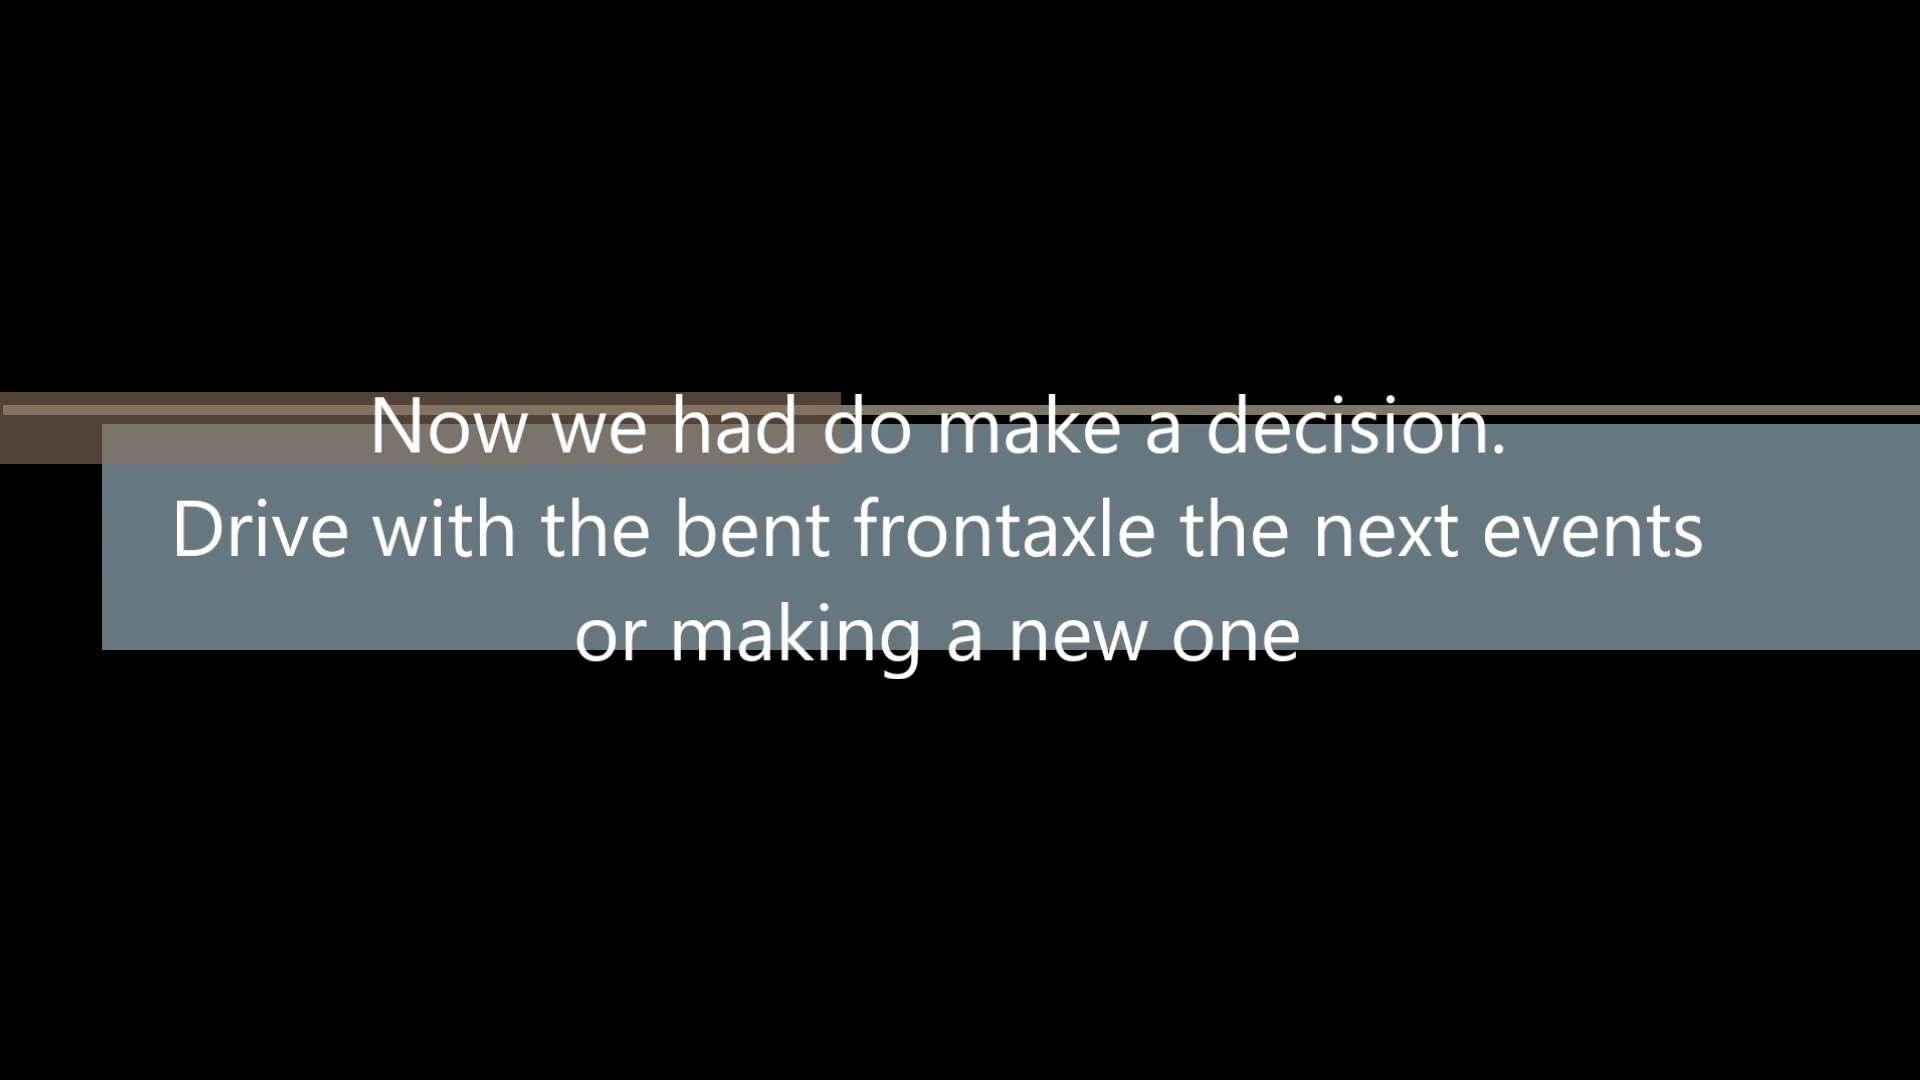 Now we had do make a decision.
Drive with the bent frontaxle the next events
or making a new one